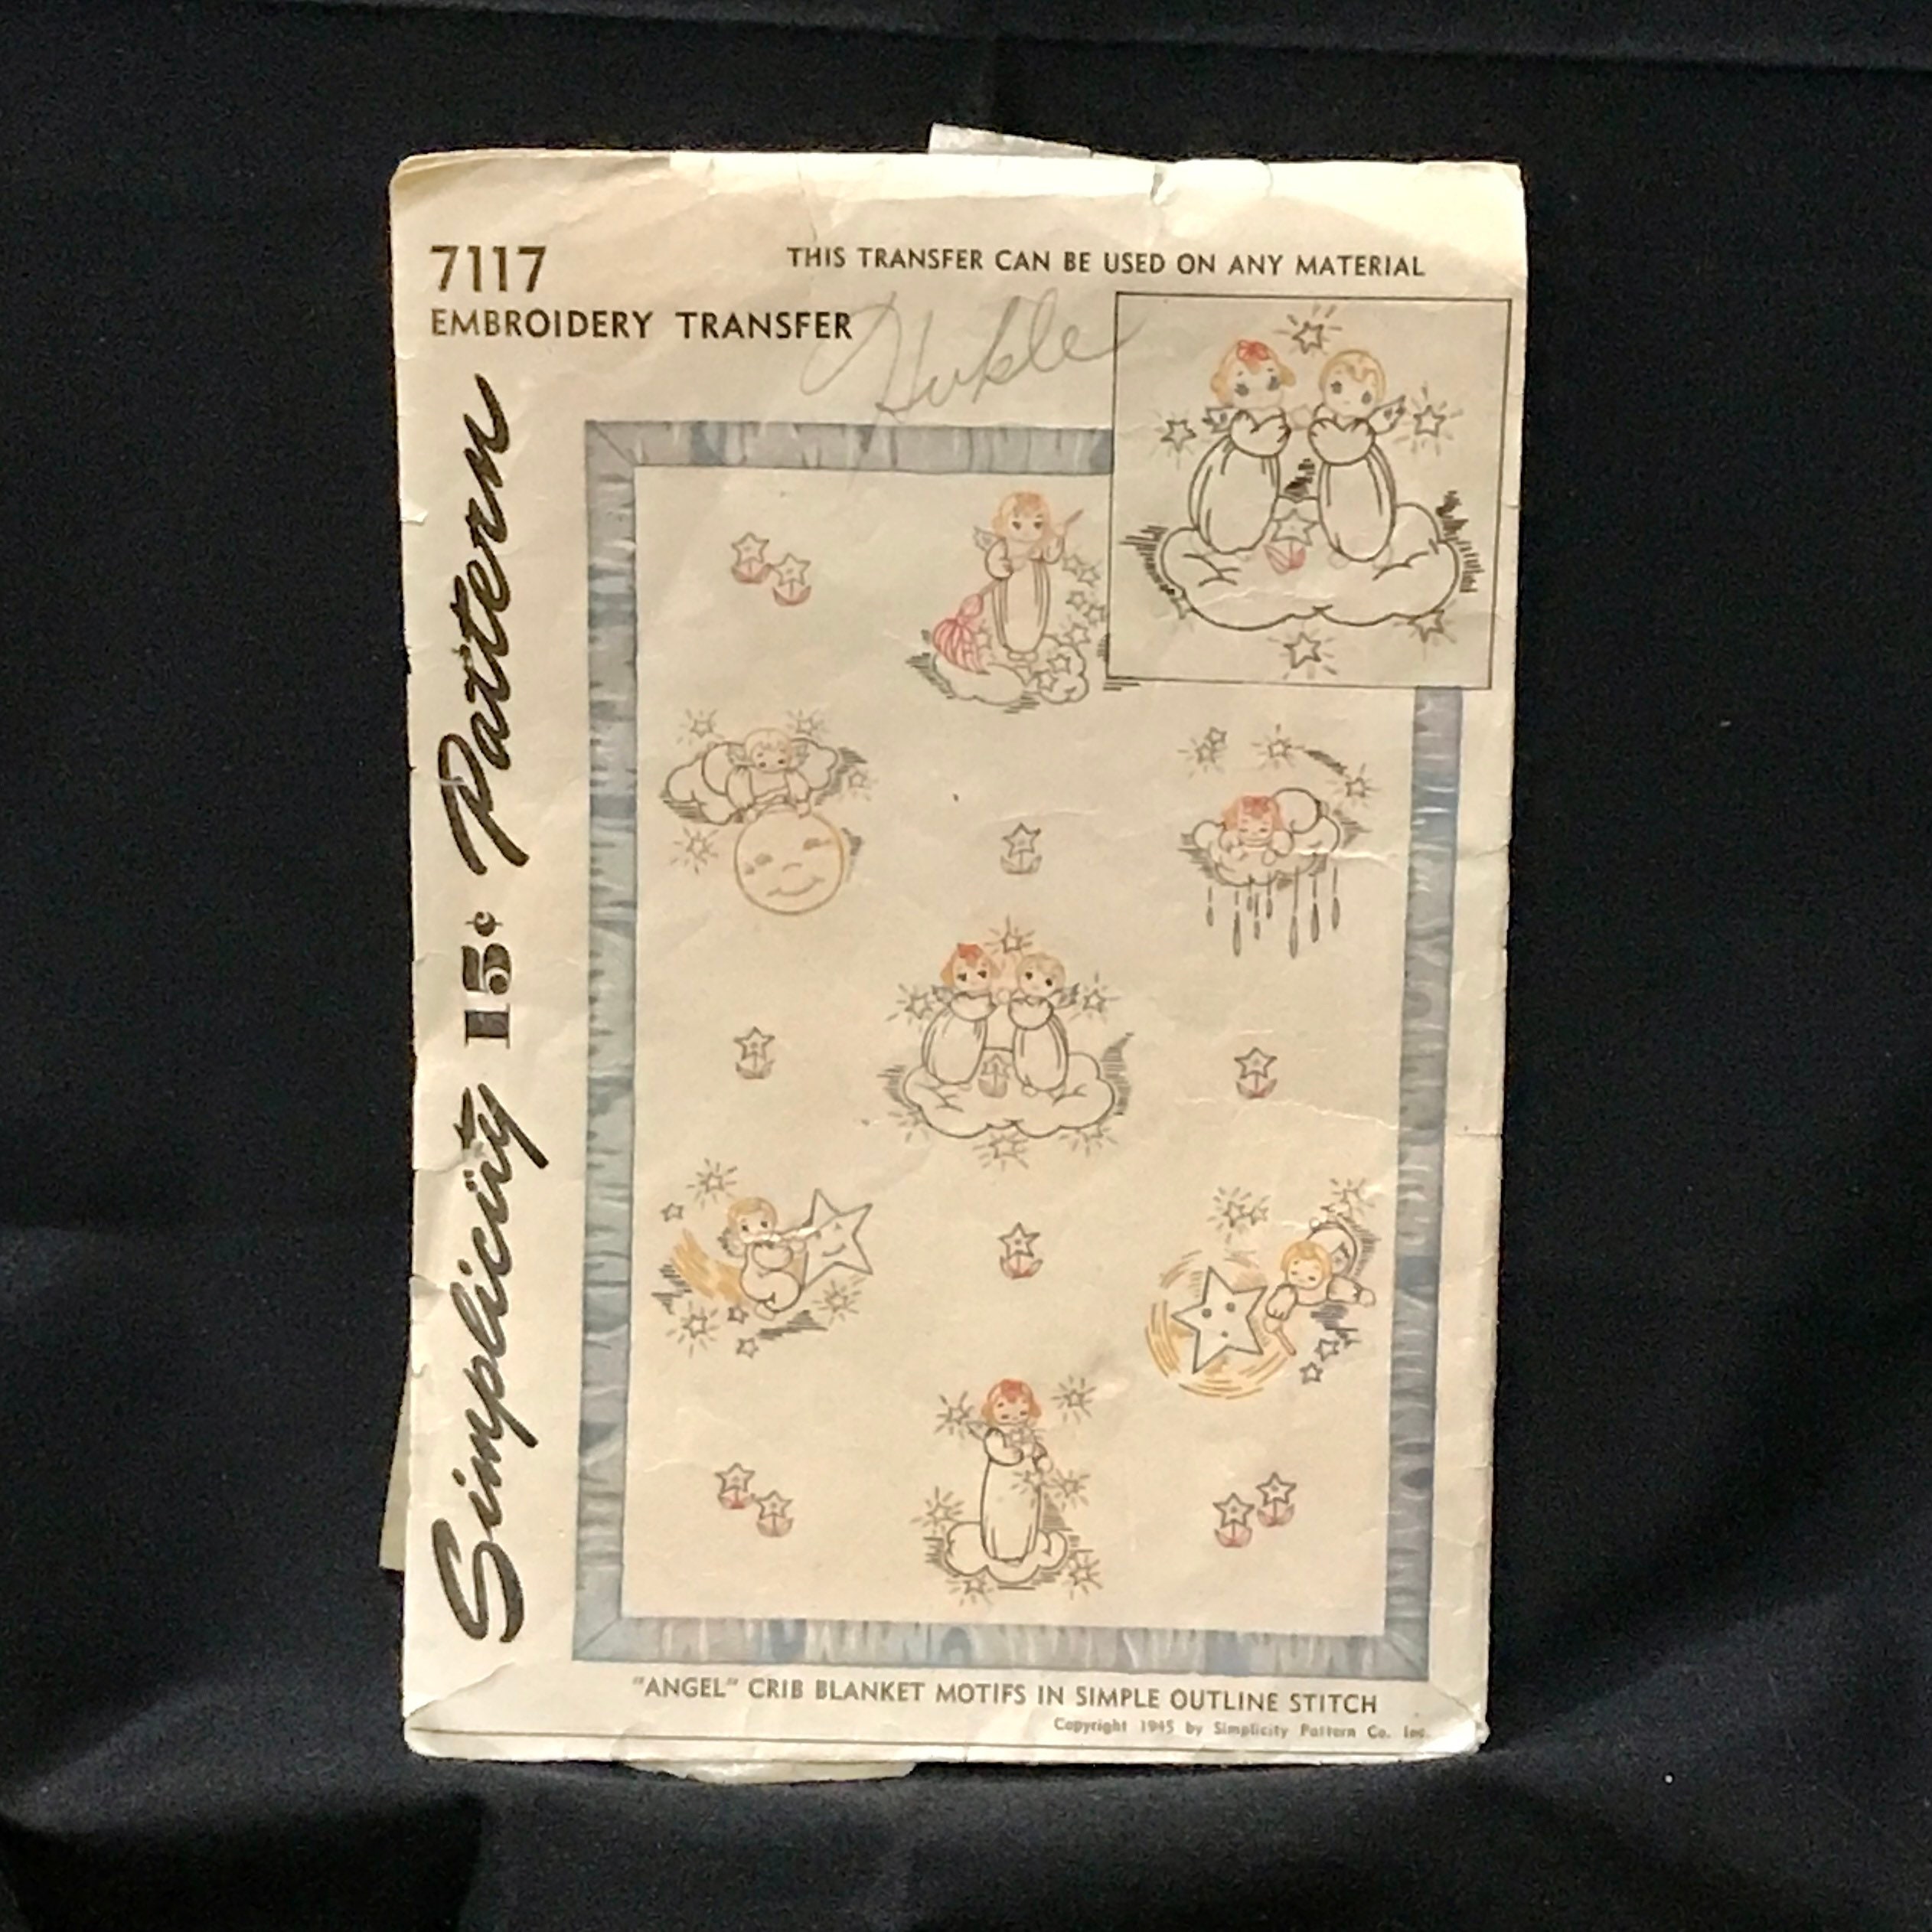 7117
THIS TRANSFER CAN BE USED ON ANY MATERIAL
EMBROIDERY TRANSFER
Simplicity 15¢ Pattern
"ANGEL" CRIB BLANKET MOTIFS IN SIMPLE OUTLINE STITCH
Copyright 1945 by Simplicity Pattern Co. Inc.